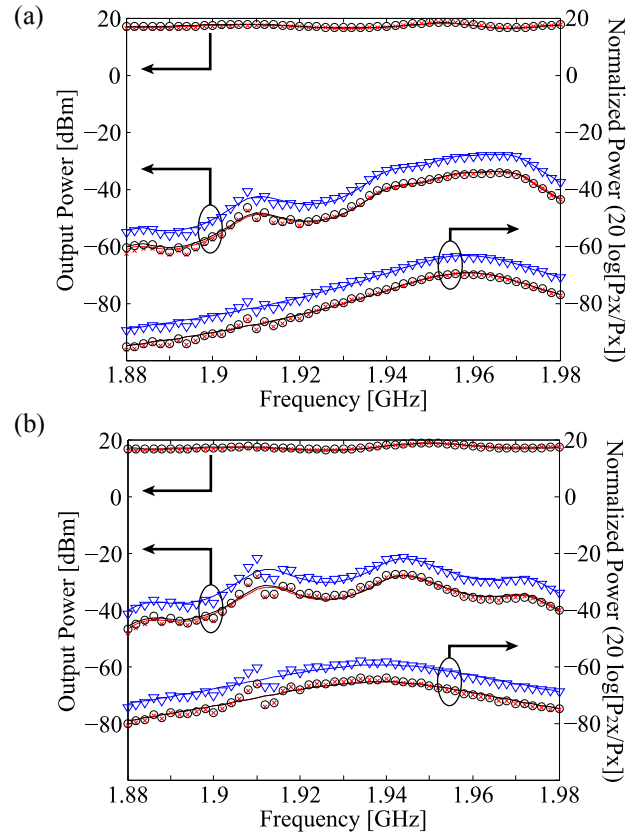 (a)
20
0
−20
−40
−60
−80
Output Power [dBm]
20
0
−20
−40
−60
−80
Normalized Power (20 log[P2x/Px])
1.88 1.9 1.92 1.94 1.96 1.98
Frequency [GHz]
(b)
20
0
−20
−40
−60
−80
Output Power [dBm]
20
0
−20
−40
−60
−80
Normalized Power (20 log[P2x/Px])
1.88 1.9 1.92 1.94 1.96 1.98
Frequency [GHz]